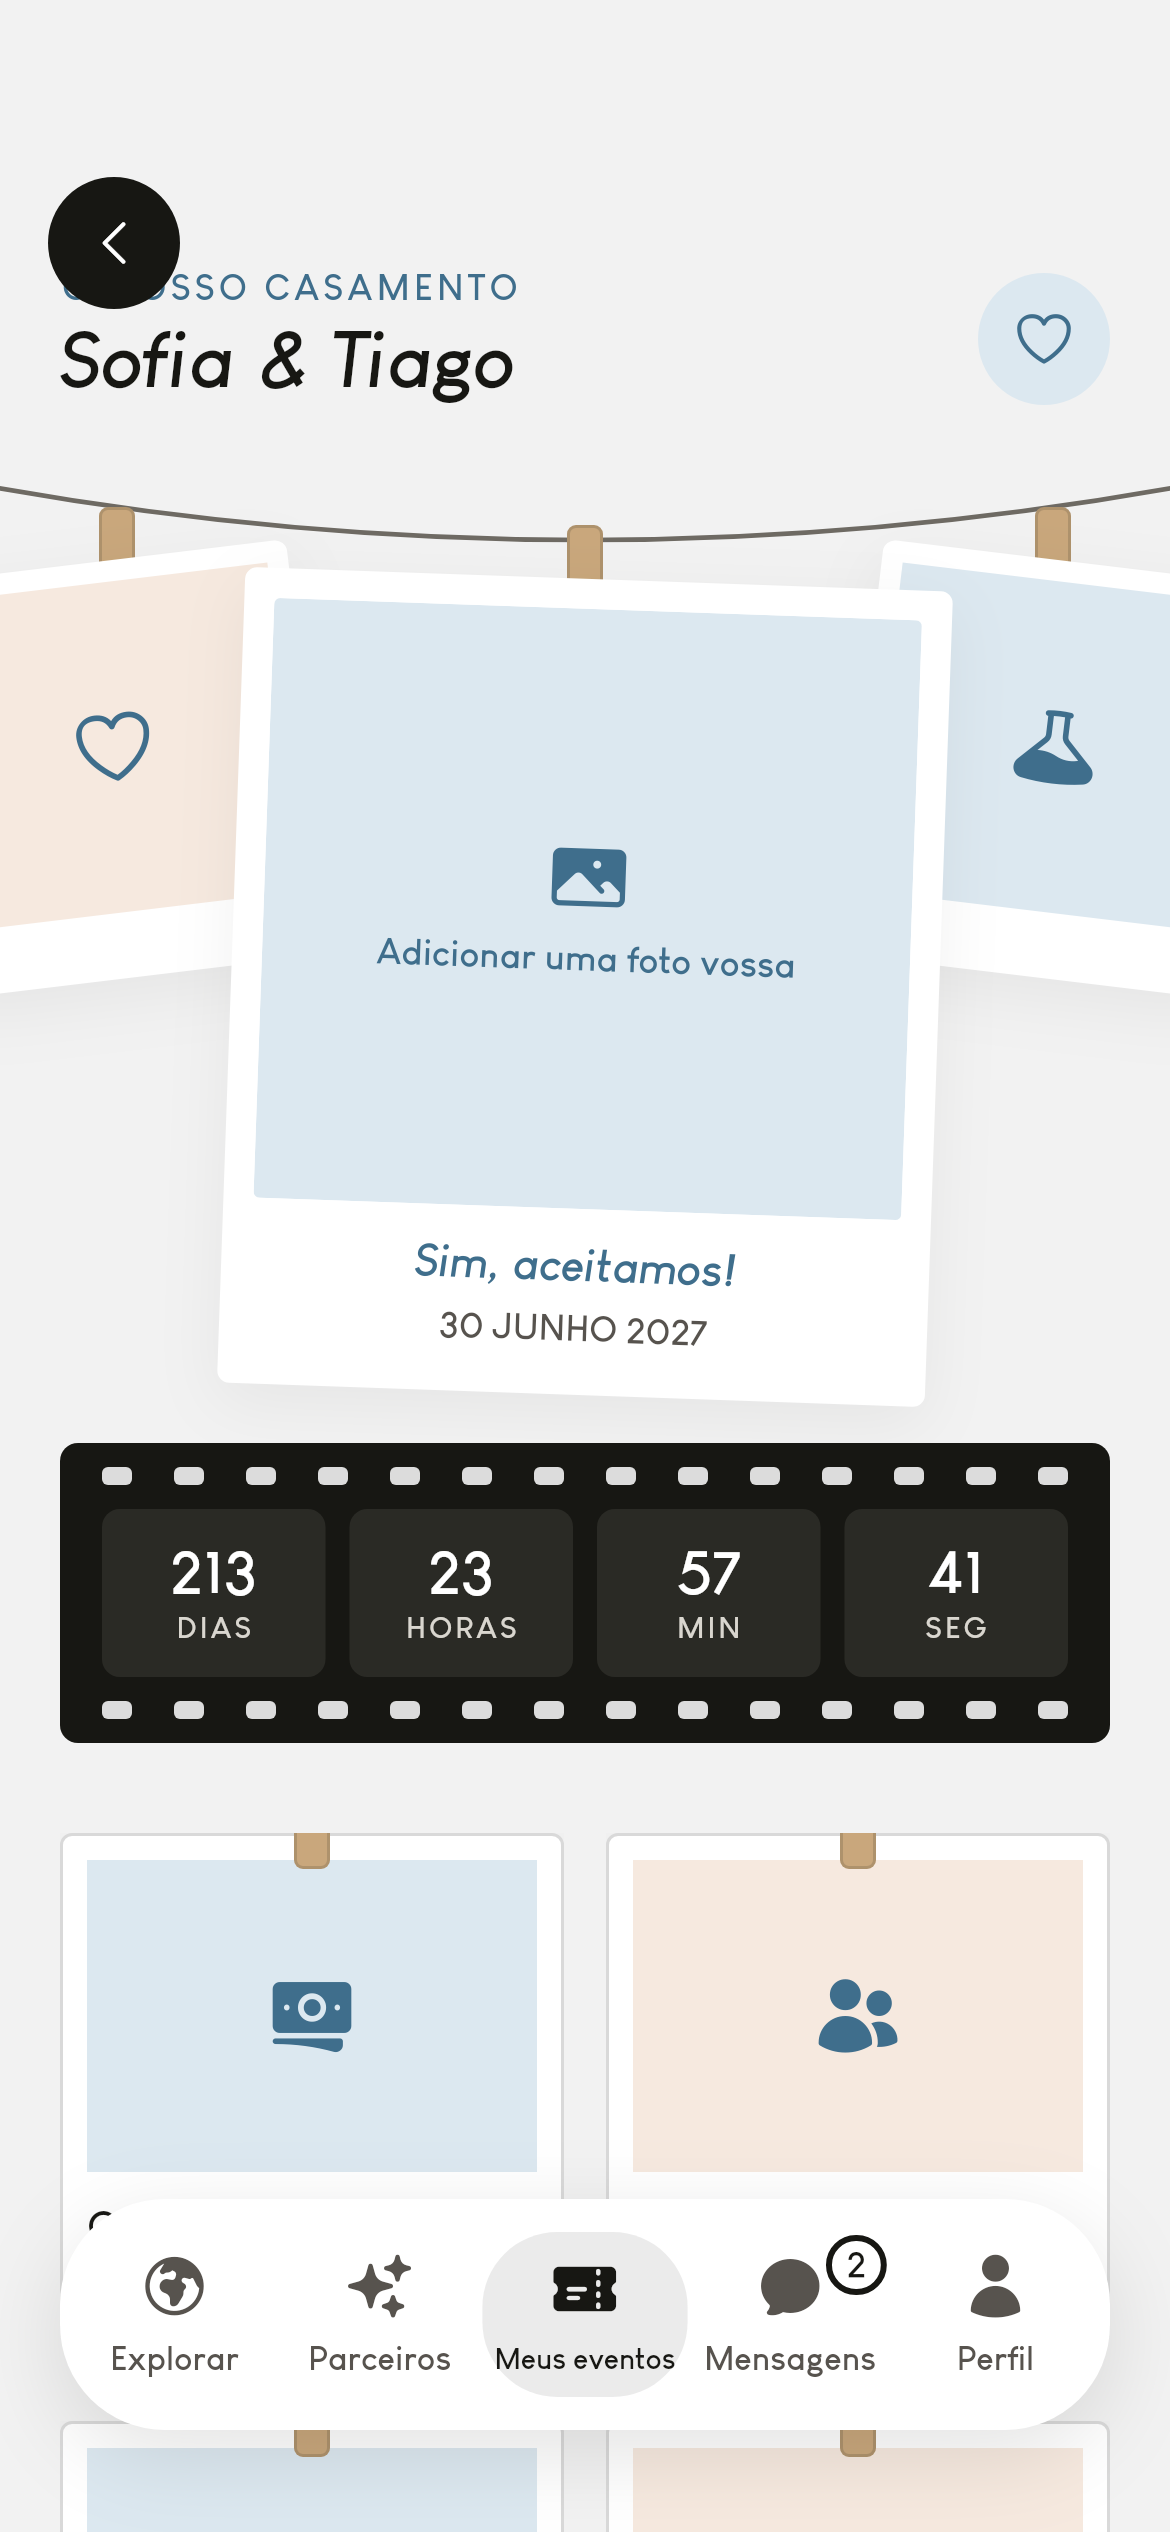 SSO CASAMENTO
Sofia & Tiago
Adicionar uma foto vossa
Sim, aceitamos!
30 JUNHO 2027
213
DIAS
23
HORAS
57
MIN
41
SEG
2
Explorar
Parceiros
Meus eventos
Mensagens
Perfil